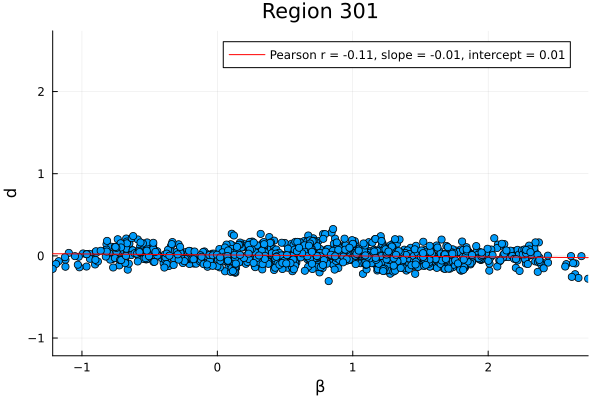 Region 301
Pearson r = -0.11, slope = -0.01, intercept = 0.01
2
1
0
−1
d
−1 0 1 2
β